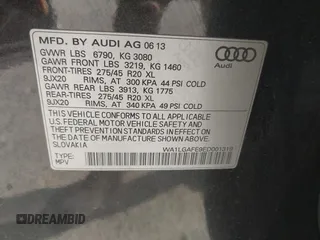 MFD. BY AUDI AG 06 13
GVWR LBS 6790, KG 3080
GAWR FRONT LBS 3219, KG 1460
FRONT-TIRES 275/45 R20 XL
9JX20 RIMS, AT 300 KPA 44 PSI COLD
GAWR REAR LBS 3913, KG 1775
REAR-TIRES 275/45 R20 XL
9JX20 RIMS, AT 340 KPA 49 PSI COLD
Audi
THIS VEHICLE CONFORMS TO ALL APPLICABLE
FEDERAL MOTOR VEHICLE SAFETY STANDARDS
IN EFFECT ON THE DATE OF
MANUFACTURE SHOWN ABOVE.
SLOVAKIA
TYPE:
MPV
DREAMBID